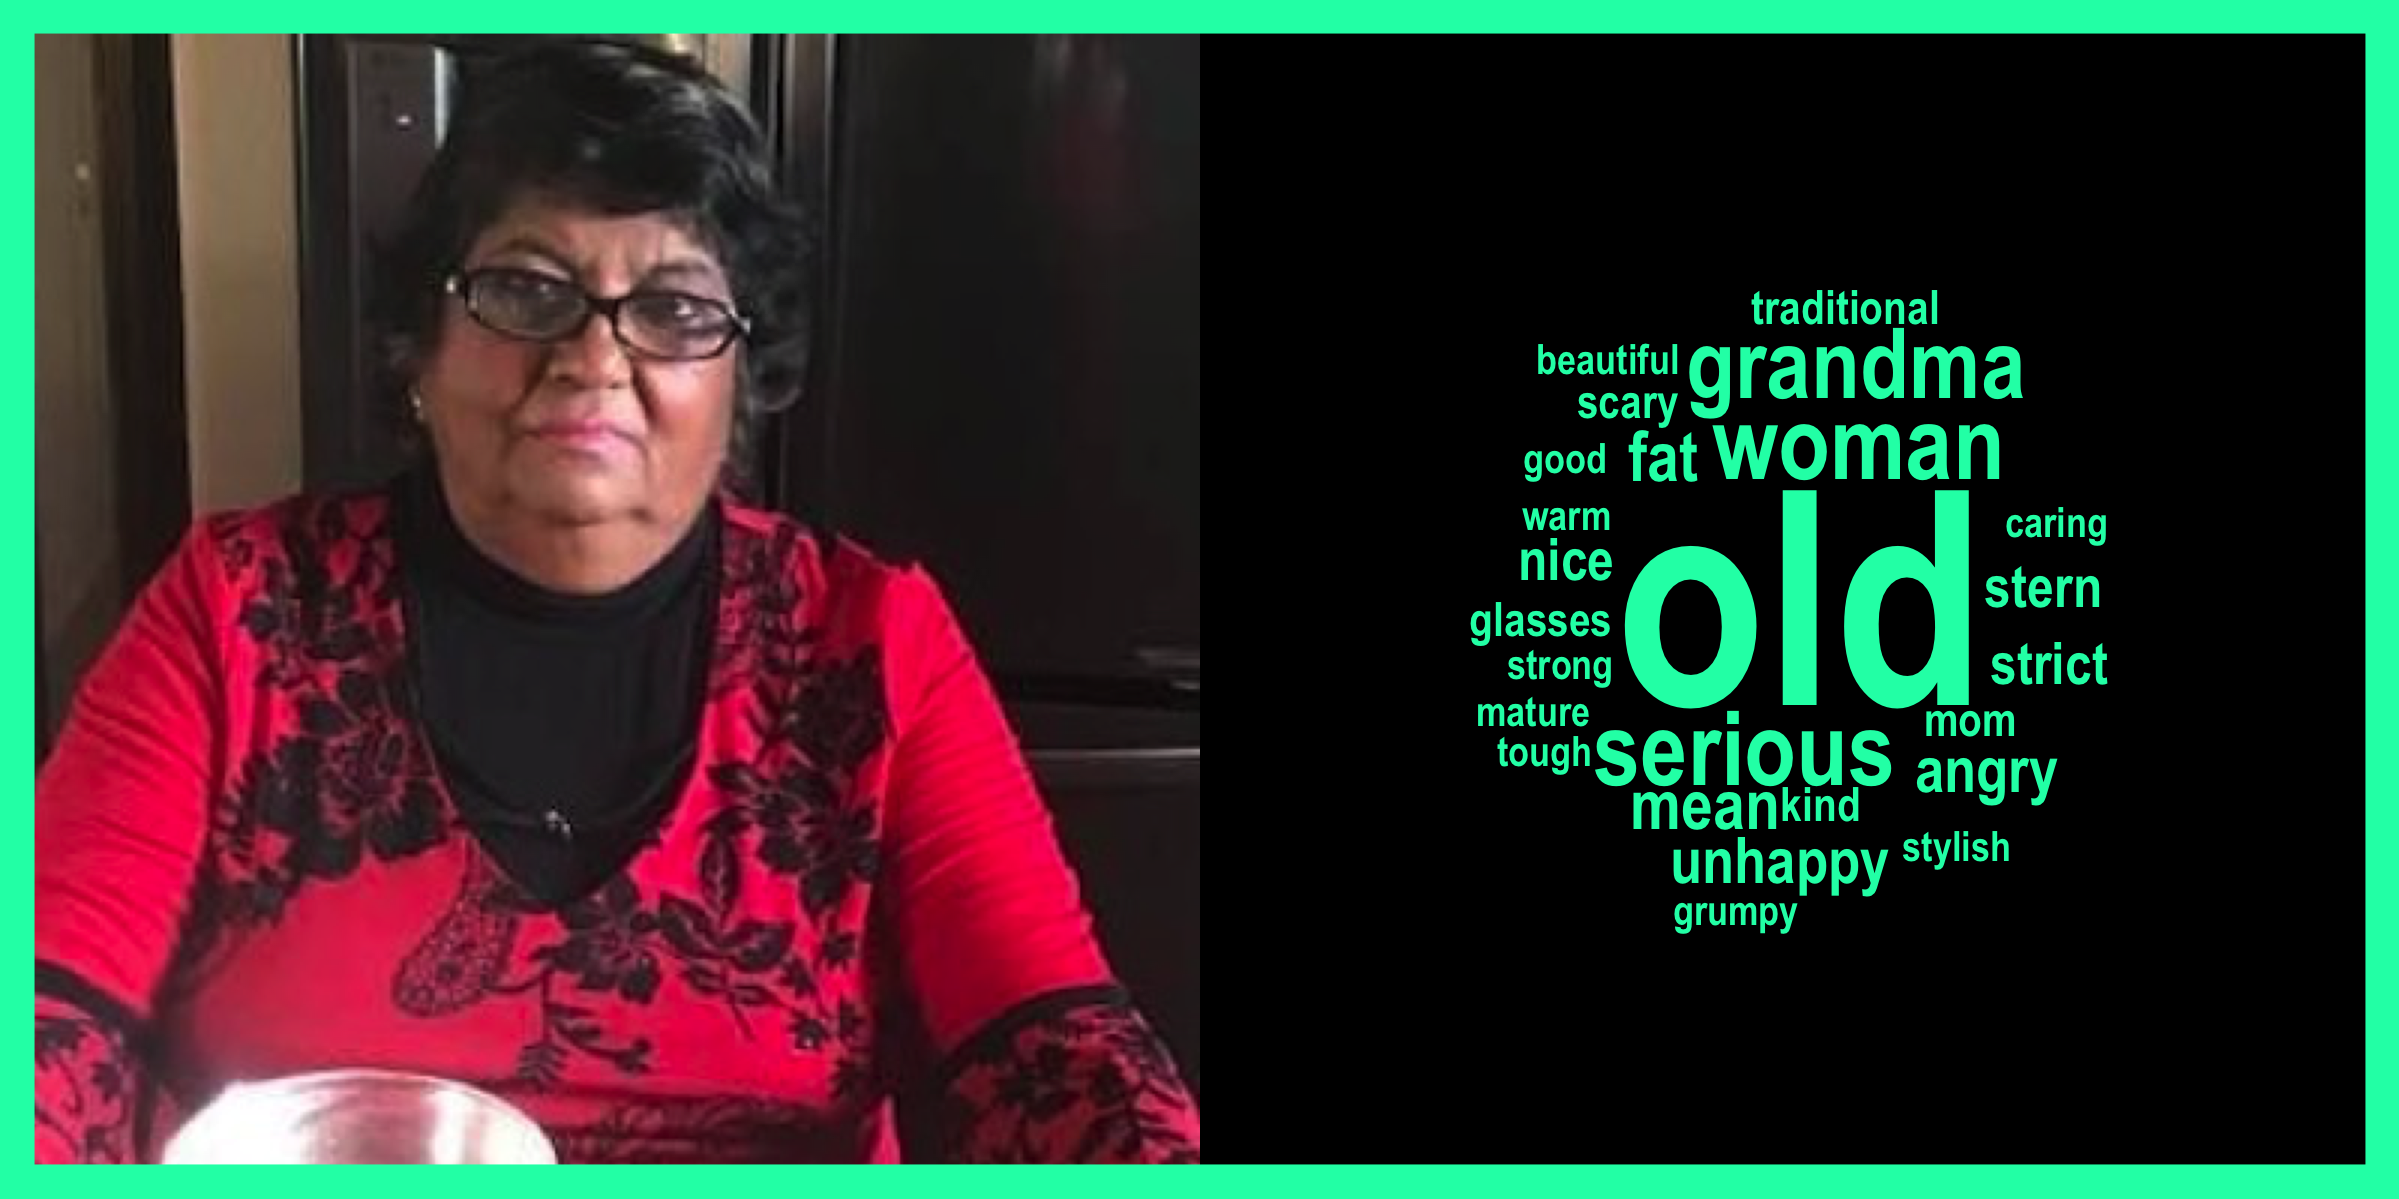 traditional
beautiful grandma
scary
good fat woman
warm
caring
nice
old
stern
glasses
strong
strict
mature
mom
tough serious
angry
mean kind
stylish
unhappy
grumpy